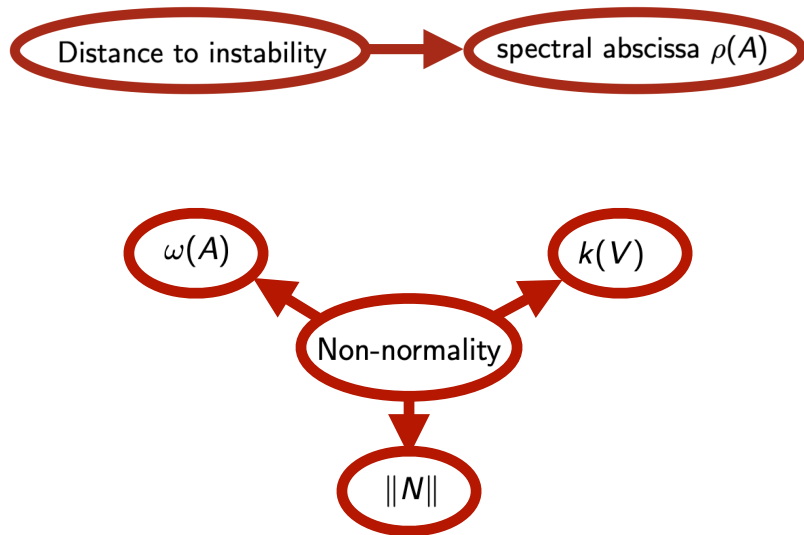 Distance to instability
spectral abscissa ρ(A)
ω(A)
k(V)
Non-normality
‖N‖